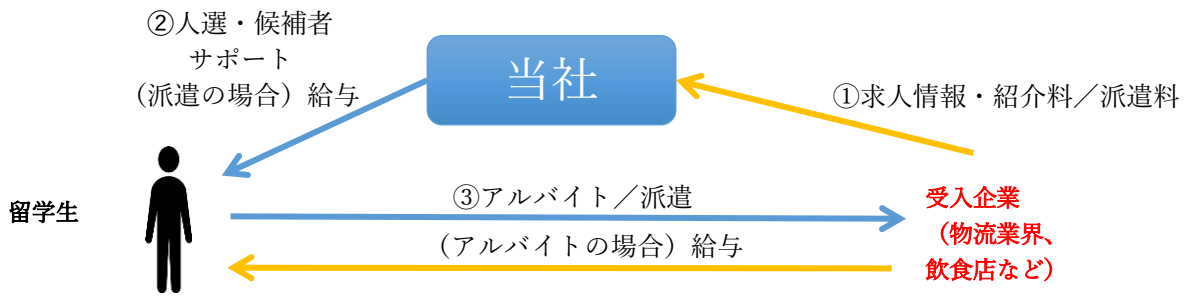 ②人選・候補者
サポート
（派遣の場合）給与
当社
①求人情報・紹介料／派遣料
留学生
③アルバイト／派遣
（アルバイトの場合）給与
受入企業
（物流業界、
飲食店など）